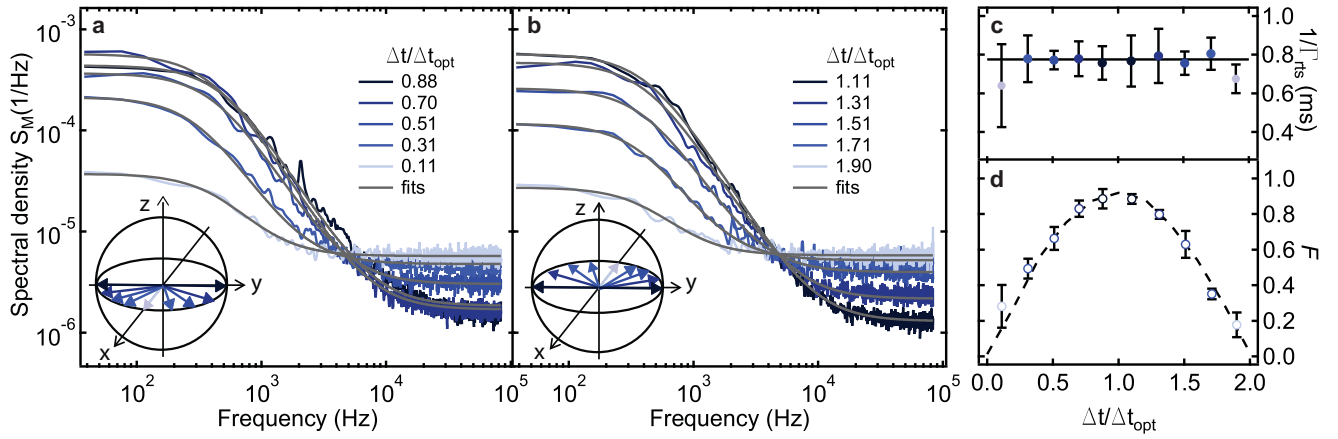 a
Spectral density S_M(1/Hz)
10^-3
10^-4
10^-5
10^-6
Δt/Δt_opt
0.88
0.70
0.51
0.31
0.11
fits
z
y
x
10^2
10^3
10^4
Frequency (Hz)
b
Δt/Δt_opt
1.11
1.31
1.51
1.71
1.90
fits
z
y
x
10^5
10^2
10^3
10^4
10^5
Frequency (Hz)
c
1.0
0.8
0.6
0.4
1/Γ_rts (ms)
d
1.0
0.8
0.6
0.4
0.2
0.0
F
0.0
0.5
1.0
1.5
2.0
Δt/Δt_opt